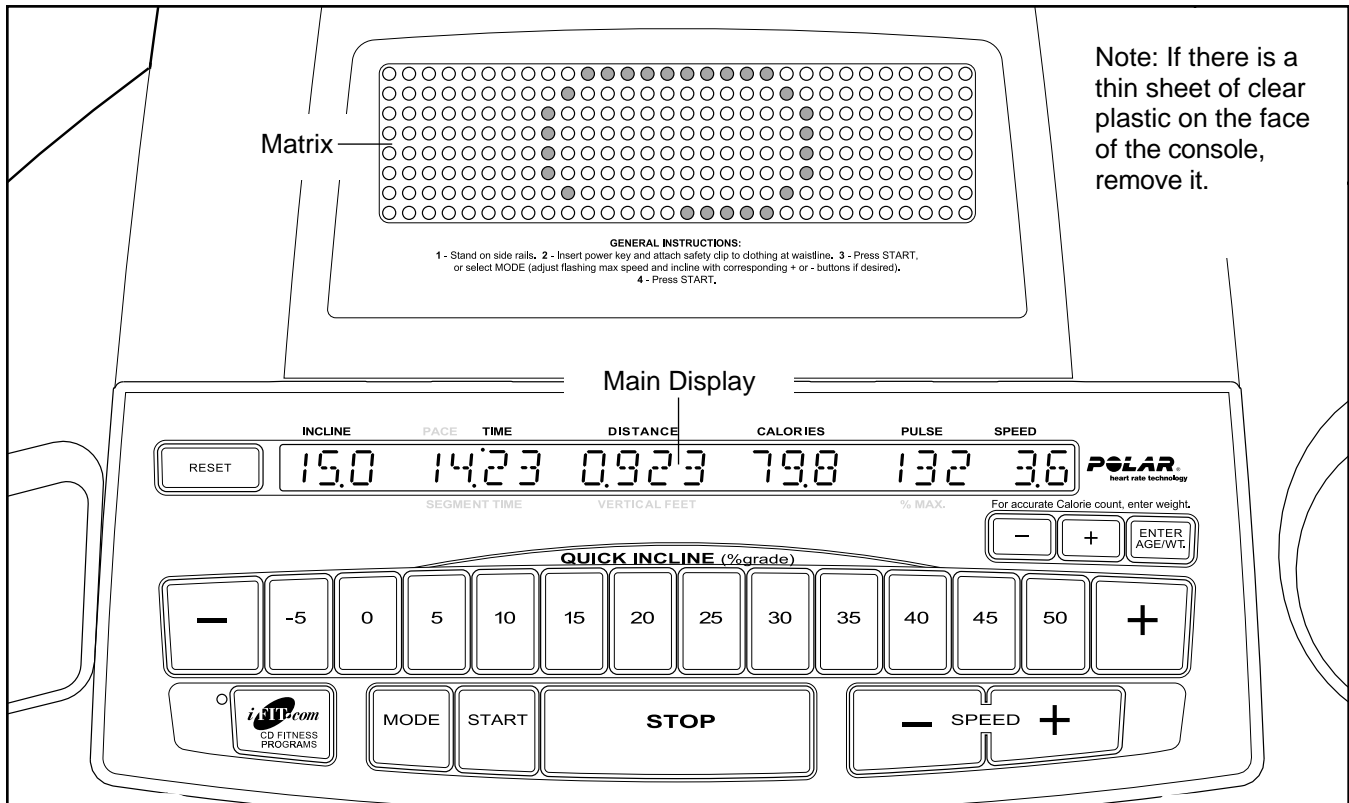 Note: If there is a
thin sheet of clear
plastic on the face
of the console,
remove it.
Matrix
GENERAL INSTRUCTIONS:
1 - Stand on side rails. 2 - Insert power key and attach safety clip to clothing at waistline. 3 - Press START,
or select MODE (adjust flashing max speed and incline with corresponding + or - buttons if desired).
4 - Press START.
Main Display
INCLINE PACE TIME DISTANCE CALORIES PULSE SPEED
RESET 15.0 14:23 0.923 79.8 132 3.6 POLAR®
heart rate technology
SEGMENT TIME VERTICAL FEET % MAX.
For accurate Calorie count, enter weight.
− + ENTER
AGE/WT.
QUICK INCLINE (%grade)
− -5 0 5 10 15 20 25 30 35 40 45 50 +
iFIT.com
CD FITNESS
PROGRAMS
MODE START STOP − SPEED +